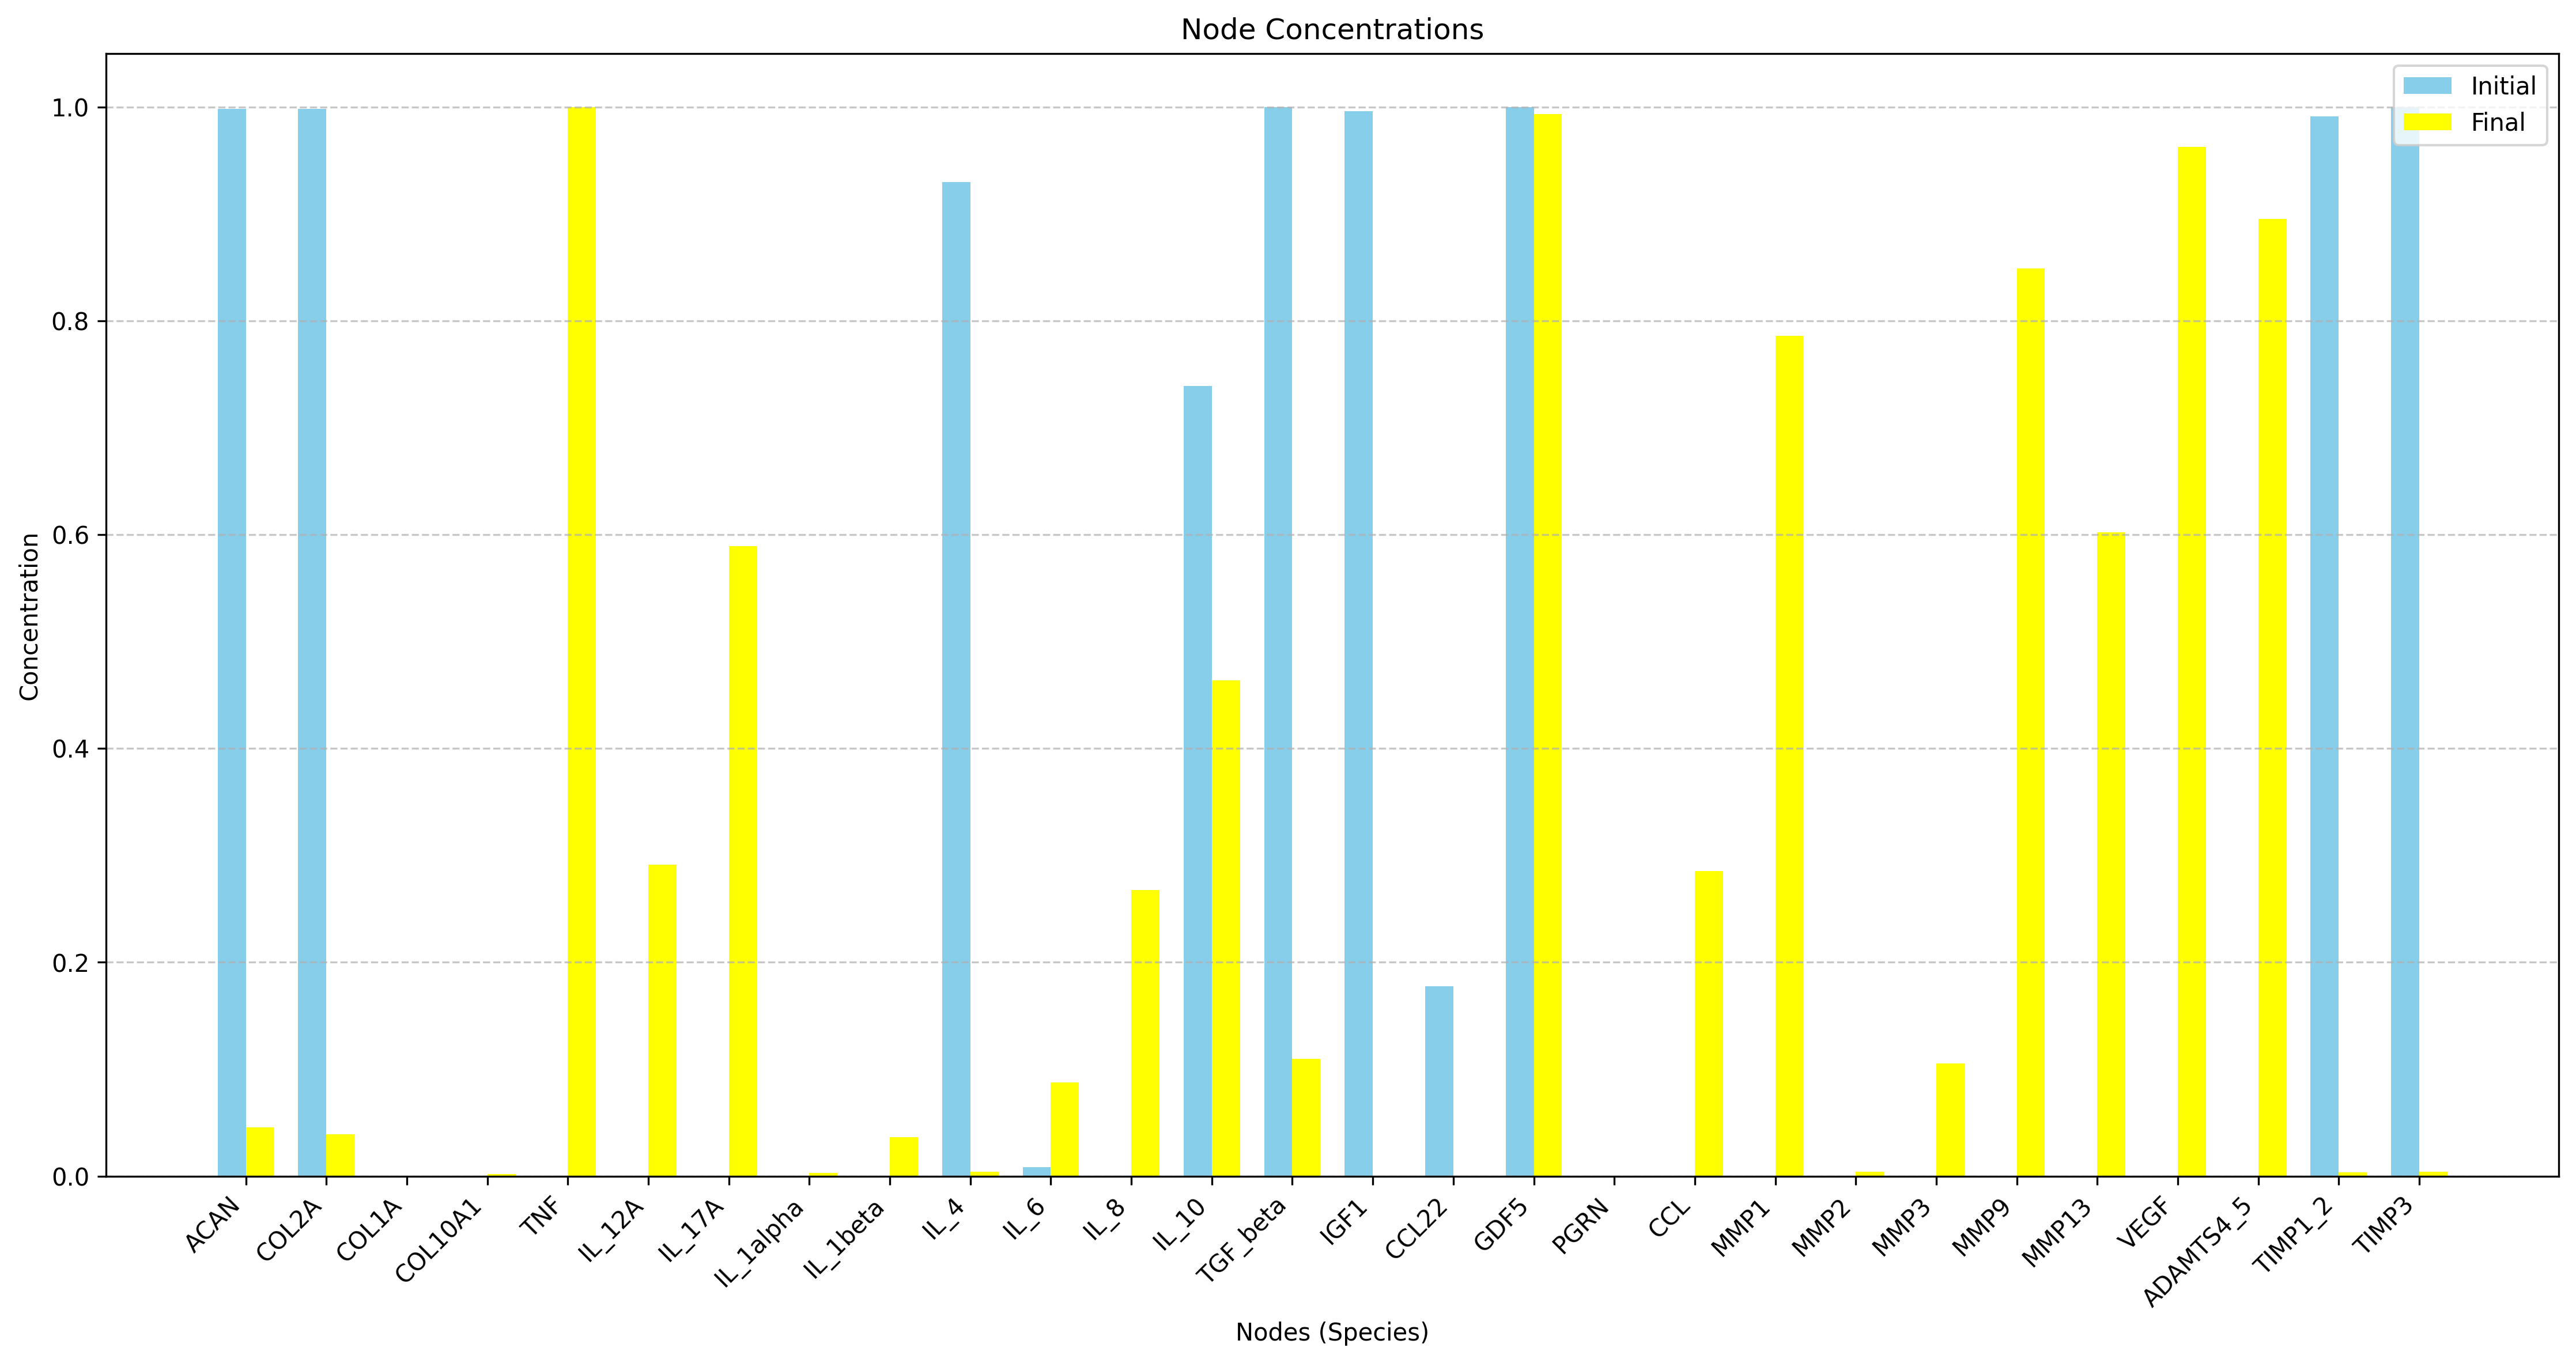 Node Concentrations
Initial
Final
Concentration
1.0
0.8
0.6
0.4
0.2
0.0
ACAN
COL2A
COL1A
COL10A1
TNF
IL_12A
IL_17A
IL_1alpha
IL_1beta
IL_4
IL_6
IL_8
IL_10
TGF_beta
IGF1
CCL22
GDF5
PGRN
CCL
MMP1
MMP2
MMP3
MMP9
MMP13
VEGF
ADAMTS4_5
TIMP1_2
TIMP3
Nodes (Species)